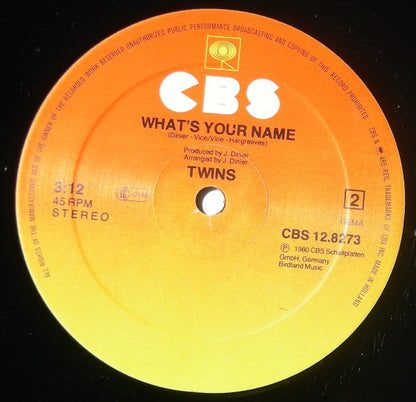 ALL RIGHTS OF THE MANUFACTURER AND OF THE OWNER OF THE RECORDED WORK RESERVED UNAUTHORIZED PUBLIC PERFORMANCE BROADCASTING AND COPYING OF THIS RECORD PROHIBITED
CBS & ARE REG. TRADEMARKS OF CBS INC. MADE IN HOLLAND
CBS
WHAT'S YOUR NAME
(Dinier - Vice/Vice - Hargreaves)
Produced by J. Dinier
Arranged by J. Dinier
TWINS
3:12
45 RPM
STEREO
2
GEMA
CBS 12.8273
Ⓟ 1980 CBS Schallplatten
GmbH, Germany
Birdland Music